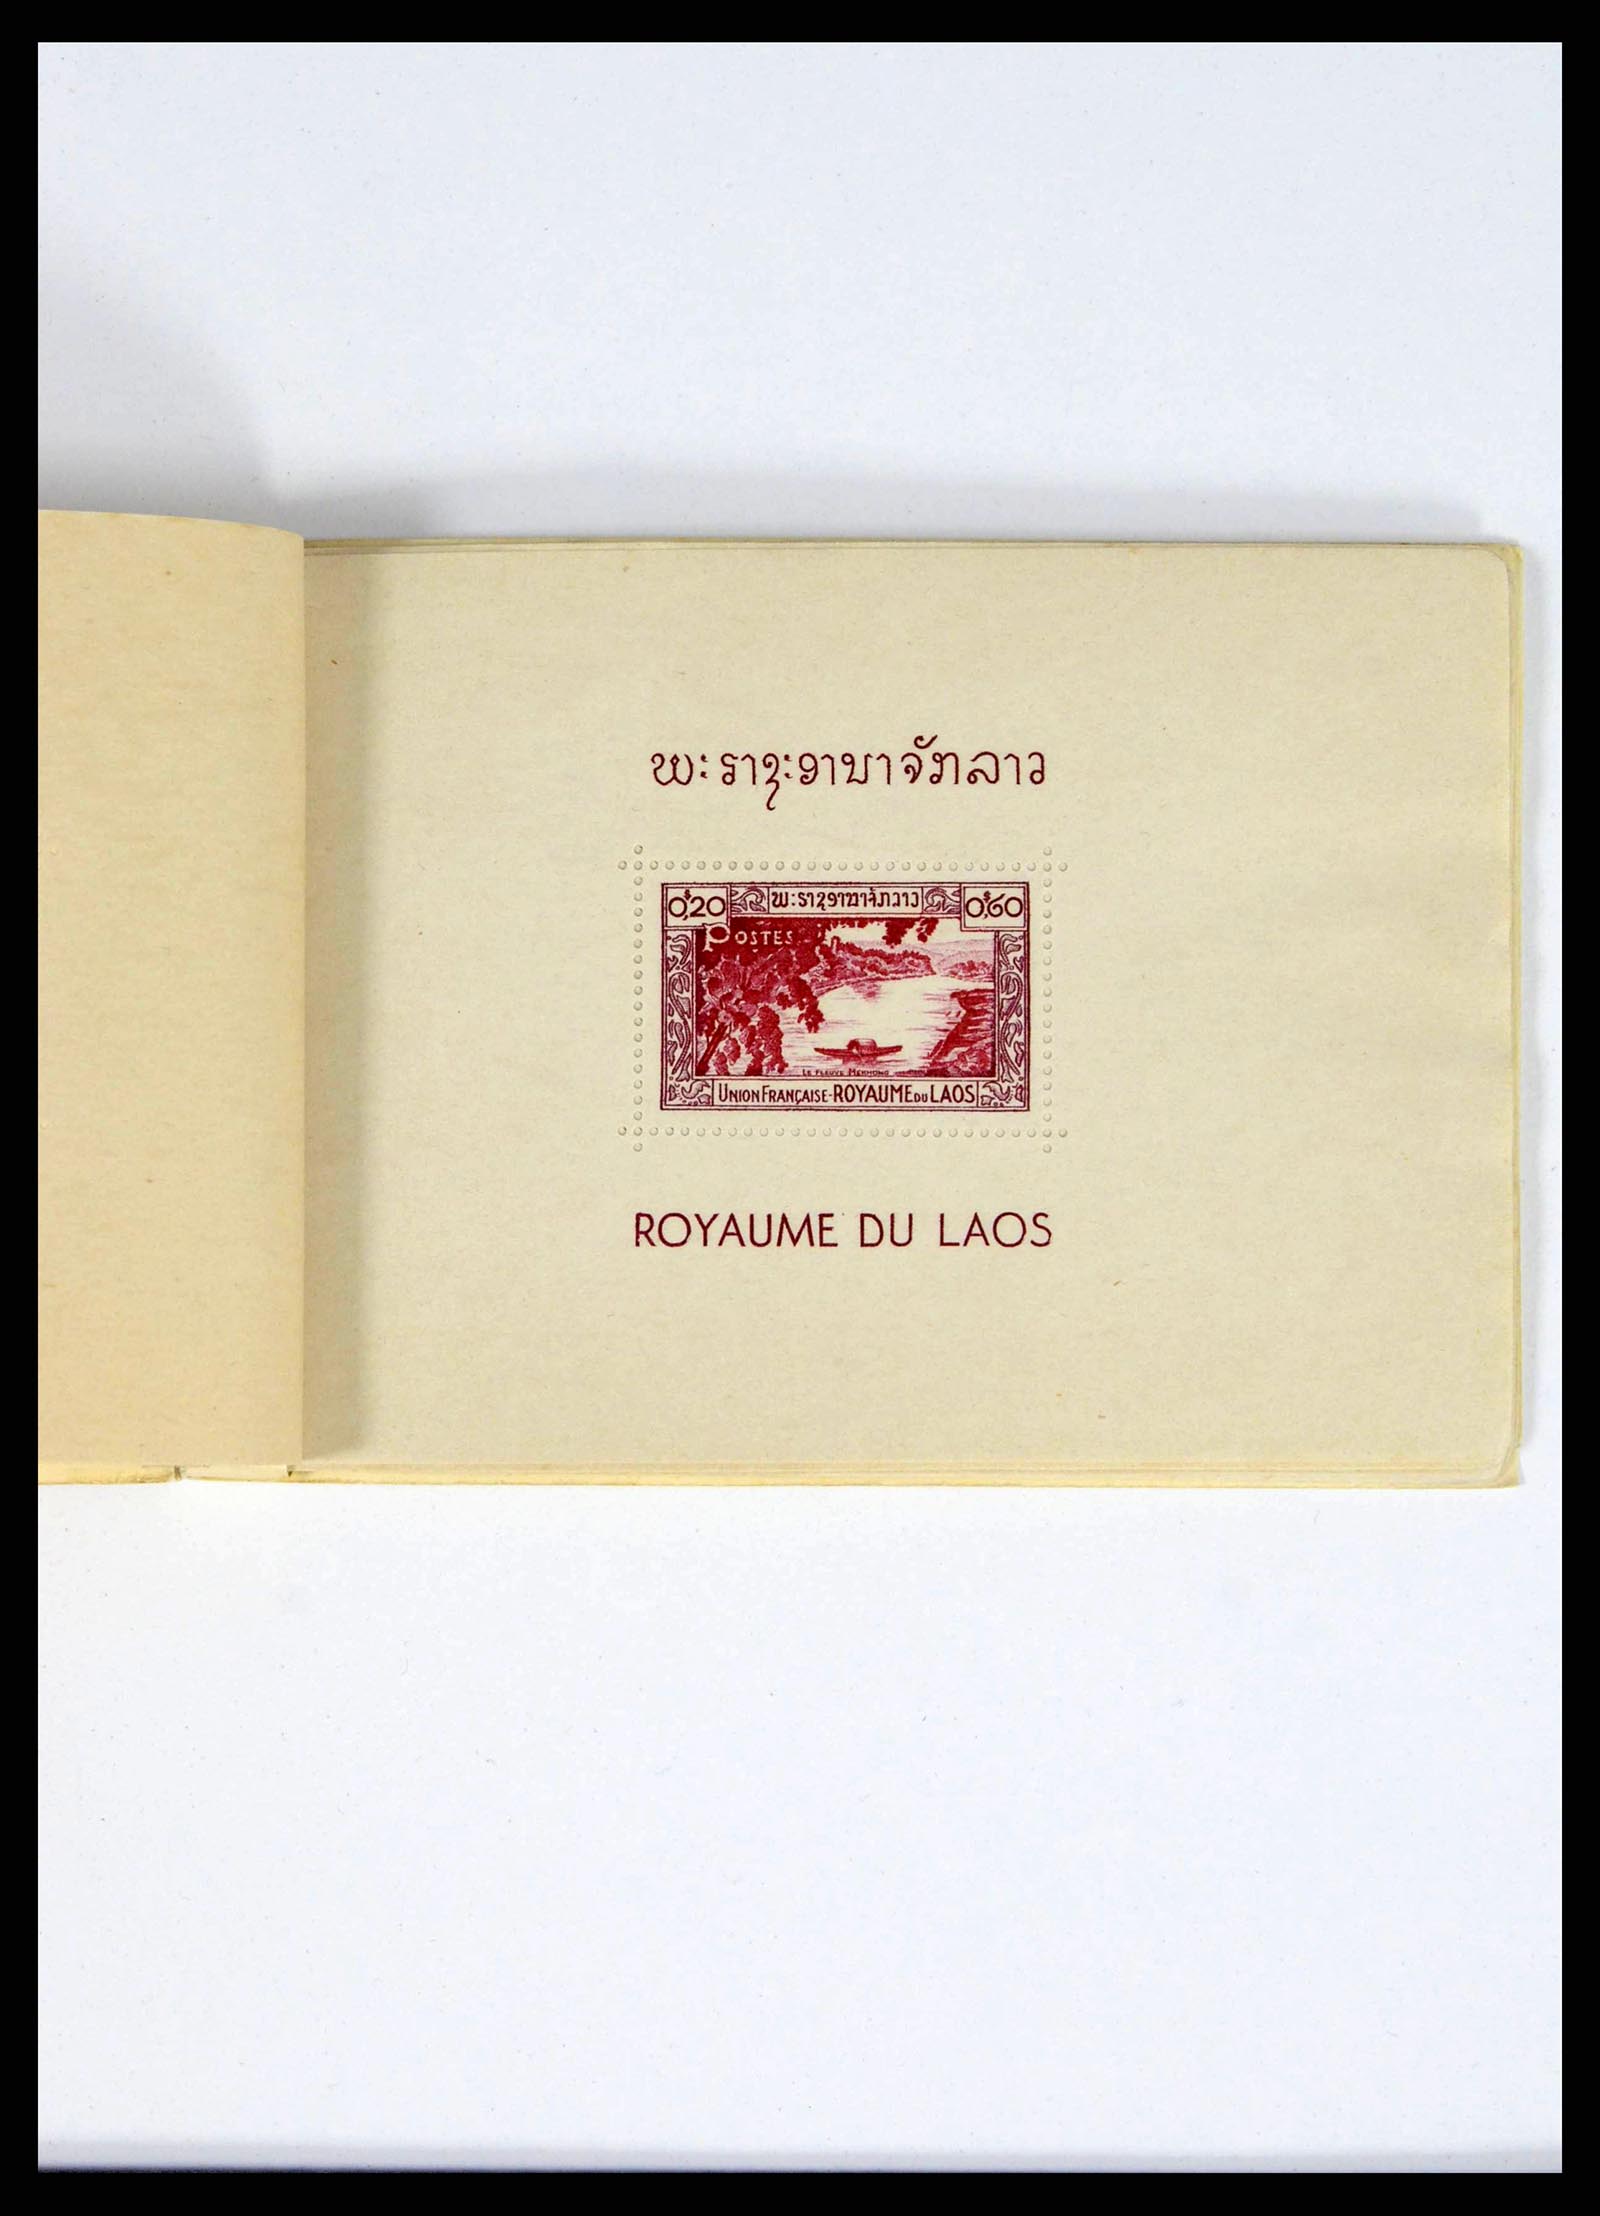 ພະຣາຊະອານາຈັກລາວ
0$,20
ພະຣາຊອານາຈັກລາວ
0$,60
POSTES
LE FLEUVE MEKHONG
UNION FRANÇAISE-ROYAUME DU LAOS
ROYAUME DU LAOS